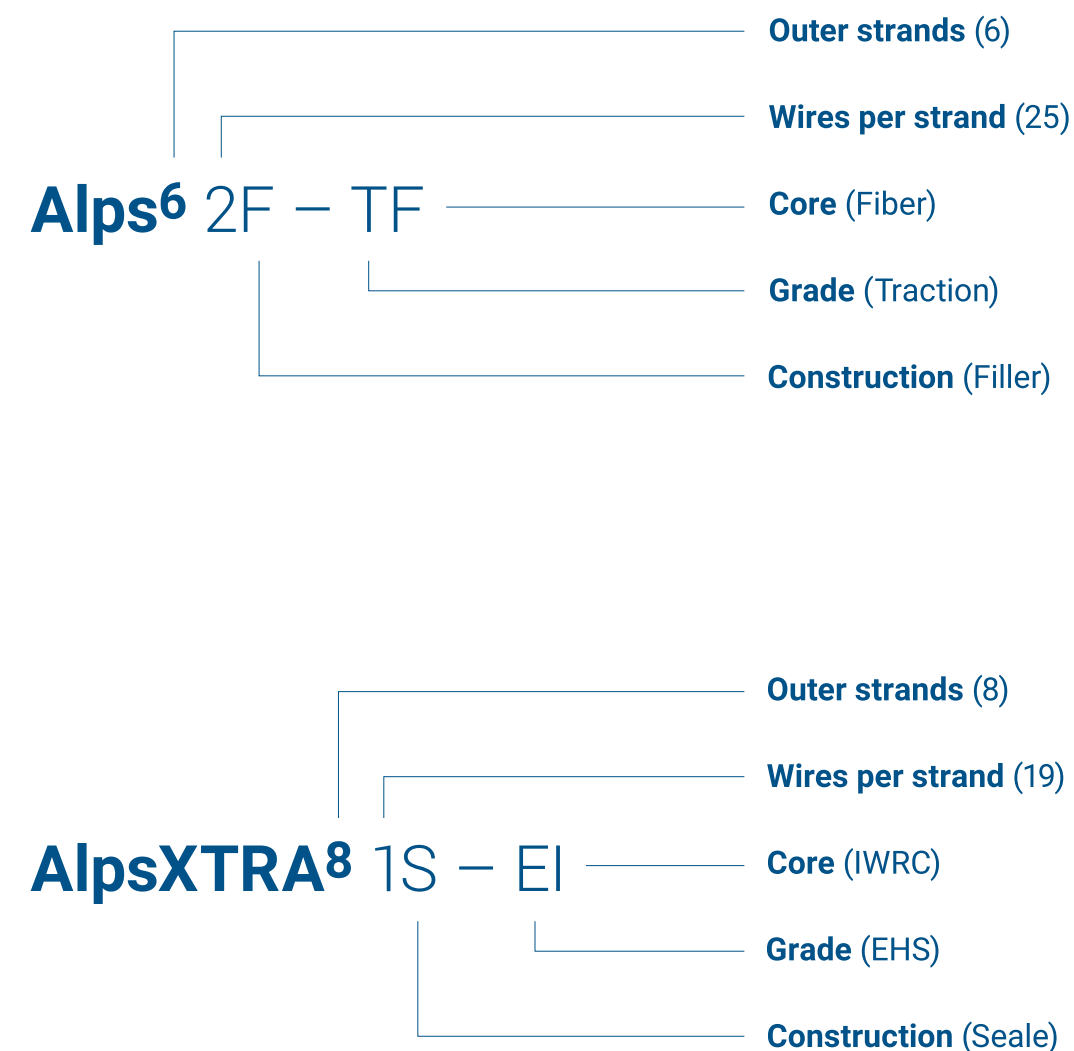 Outer strands (6)
Wires per strand (25)
Alps⁶ 2F – TF
Core (Fiber)
Grade (Traction)
Construction (Filler)
Outer strands (8)
Wires per strand (19)
AlpsXTRA⁸ 1S – EI
Core (IWRC)
Grade (EHS)
Construction (Seale)